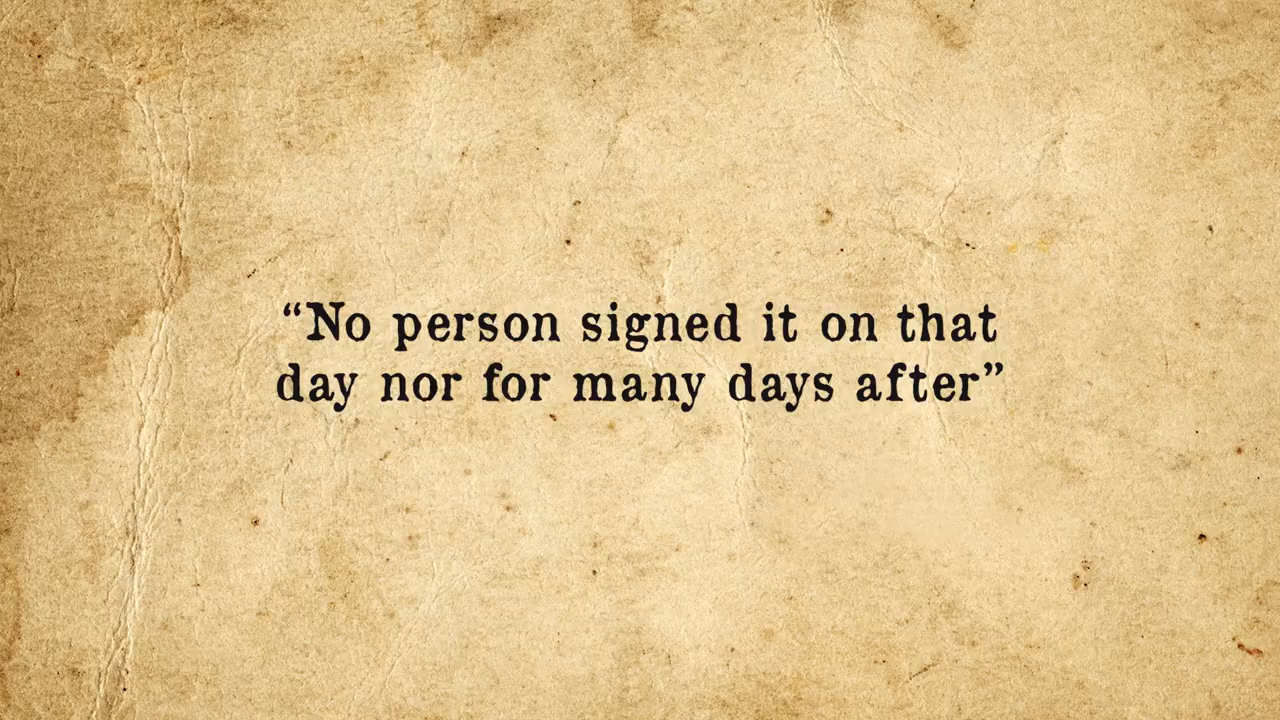 “No person signed it on that
day nor for many days after”